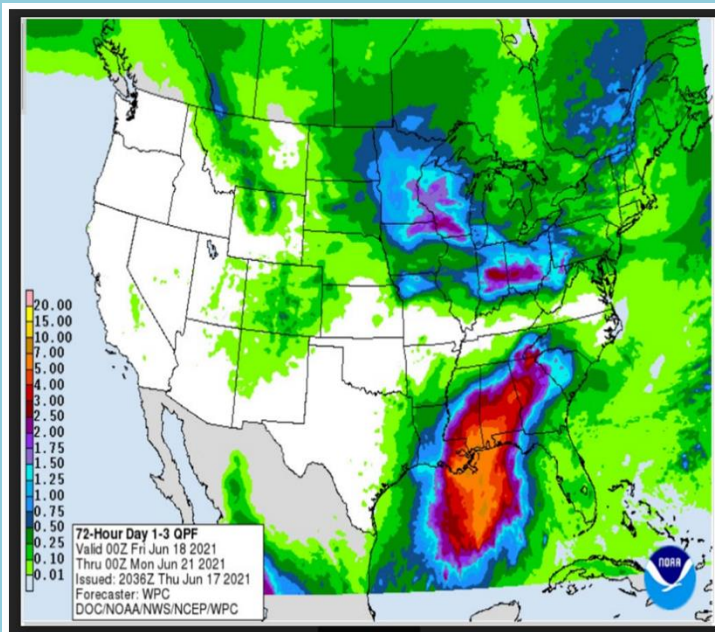 20.00
15.00
10.00
7.00
5.00
4.00
3.00
2.50
2.00
1.75
1.50
1.25
1.00
0.75
0.50
0.25
0.10
0.01
72-Hour Day 1-3 QPF
Valid 00Z Fri Jun 18 2021
Thru 00Z Mon Jun 21 2021
Issued: 2036Z Thu Jun 17 2021
Forecaster: WPC
DOC/NOAA/NWS/NCEP/WPC
NOAA